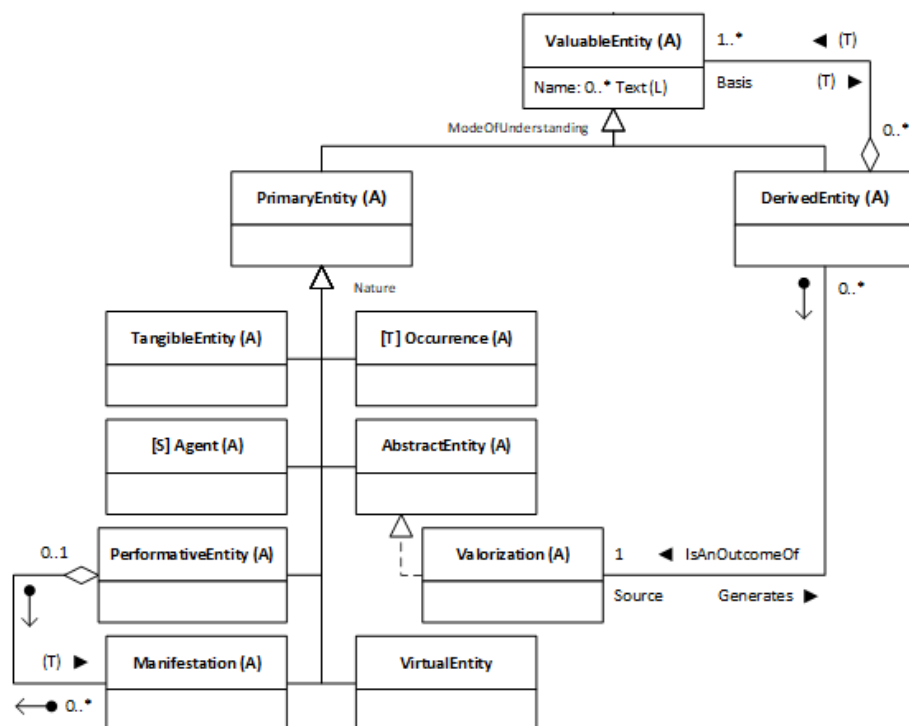 ValuableEntity (A)
1..*
◄ (T)
Name: 0..* Text (L)
Basis
(T) ►
ModeOfUnderstanding
0..*
PrimaryEntity (A)
DerivedEntity (A)
Nature
0..*
TangibleEntity (A)
[T] Occurrence (A)
[S] Agent (A)
AbstractEntity (A)
0..1
PerformativeEntity (A)
Valorization (A)
1
◄ IsAnOutcomeOf
Source
Generates ►
(T) ►
Manifestation (A)
VirtualEntity
0..*